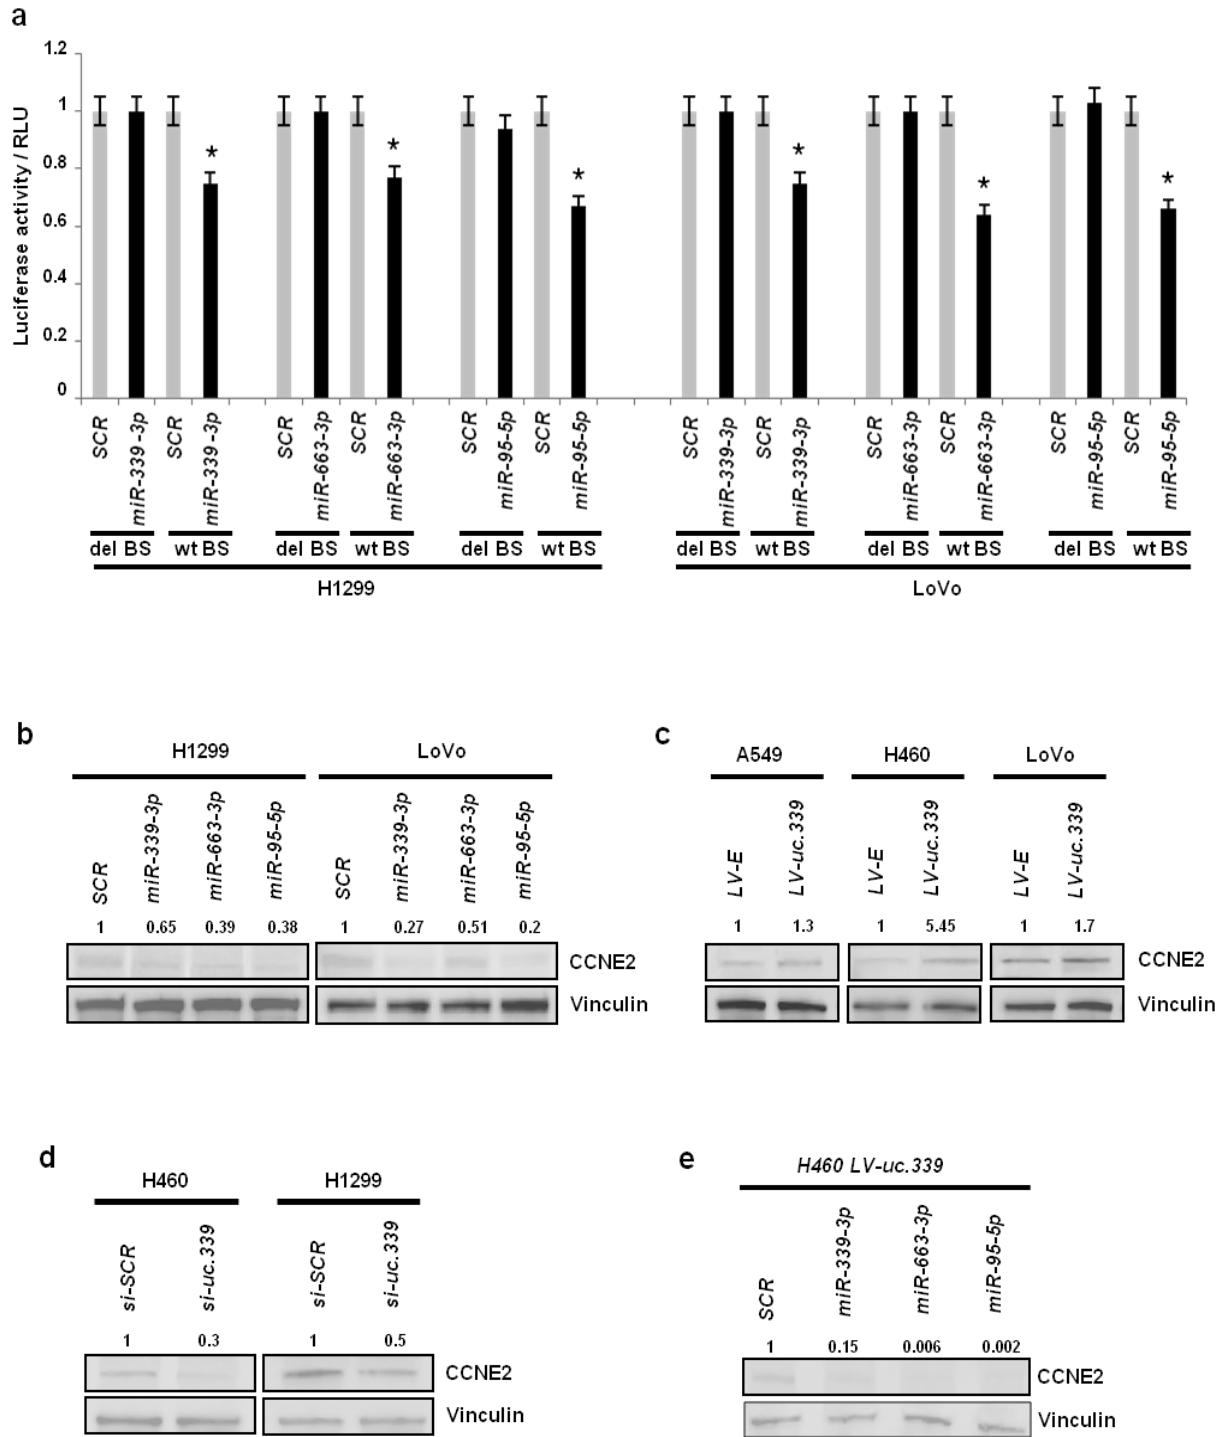 a
1.2
1
0.8
0.6
0.4
0.2
0
Luciferase activity / RLU
* * * * * *
SCR miR-339-3p SCR miR-339-3p SCR miR-663-3p SCR miR-663-3p SCR miR-95-5p SCR miR-95-5p SCR miR-339-3p SCR miR-339-3p SCR miR-663-3p SCR miR-663-3p SCR miR-95-5p SCR miR-95-5p
del BS wt BS del BS wt BS del BS wt BS del BS wt BS del BS wt BS del BS wt BS
H1299 LoVo
b
H1299 LoVo
SCR miR-339-3p miR-663-3p miR-95-5p SCR miR-339-3p miR-663-3p miR-95-5p
1 0.65 0.39 0.38 1 0.27 0.51 0.2
CCNE2
Vinculin
c
A549 H460 LoVo
LV-E LV-uc.339 LV-E LV-uc.339 LV-E LV-uc.339
1 1.3 1 5.45 1 1.7
CCNE2
Vinculin
d
H460 H1299
si-SCR si-uc.339 si-SCR si-uc.339
1 0.3 1 0.5
CCNE2
Vinculin
e
H460 LV-uc.339
SCR miR-339-3p miR-663-3p miR-95-5p
1 0.15 0.006 0.002
CCNE2
Vinculin